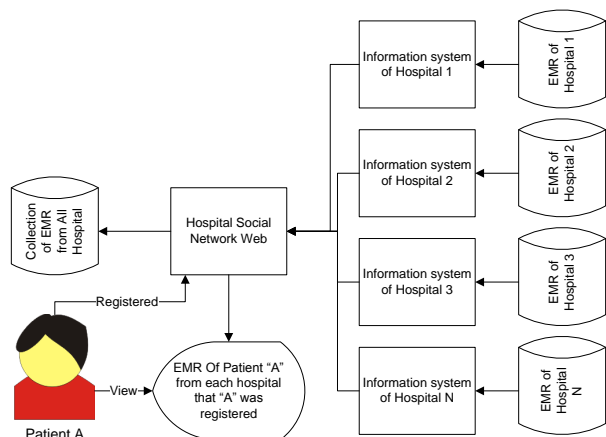 Information system
of Hospital 1
EMR of
Hospital 1
Information system
of Hospital 2
EMR of
Hospital 2
Collection
of EMR
from All
Hospital
Hospital Social
Network Web
Information system
of Hospital 3
EMR of
Hospital 3
Registered
EMR Of Patient “A”
from each hospital
that “A” was
registered
View
Information system
of Hospital N
EMR of
Hospital
N
Patient A